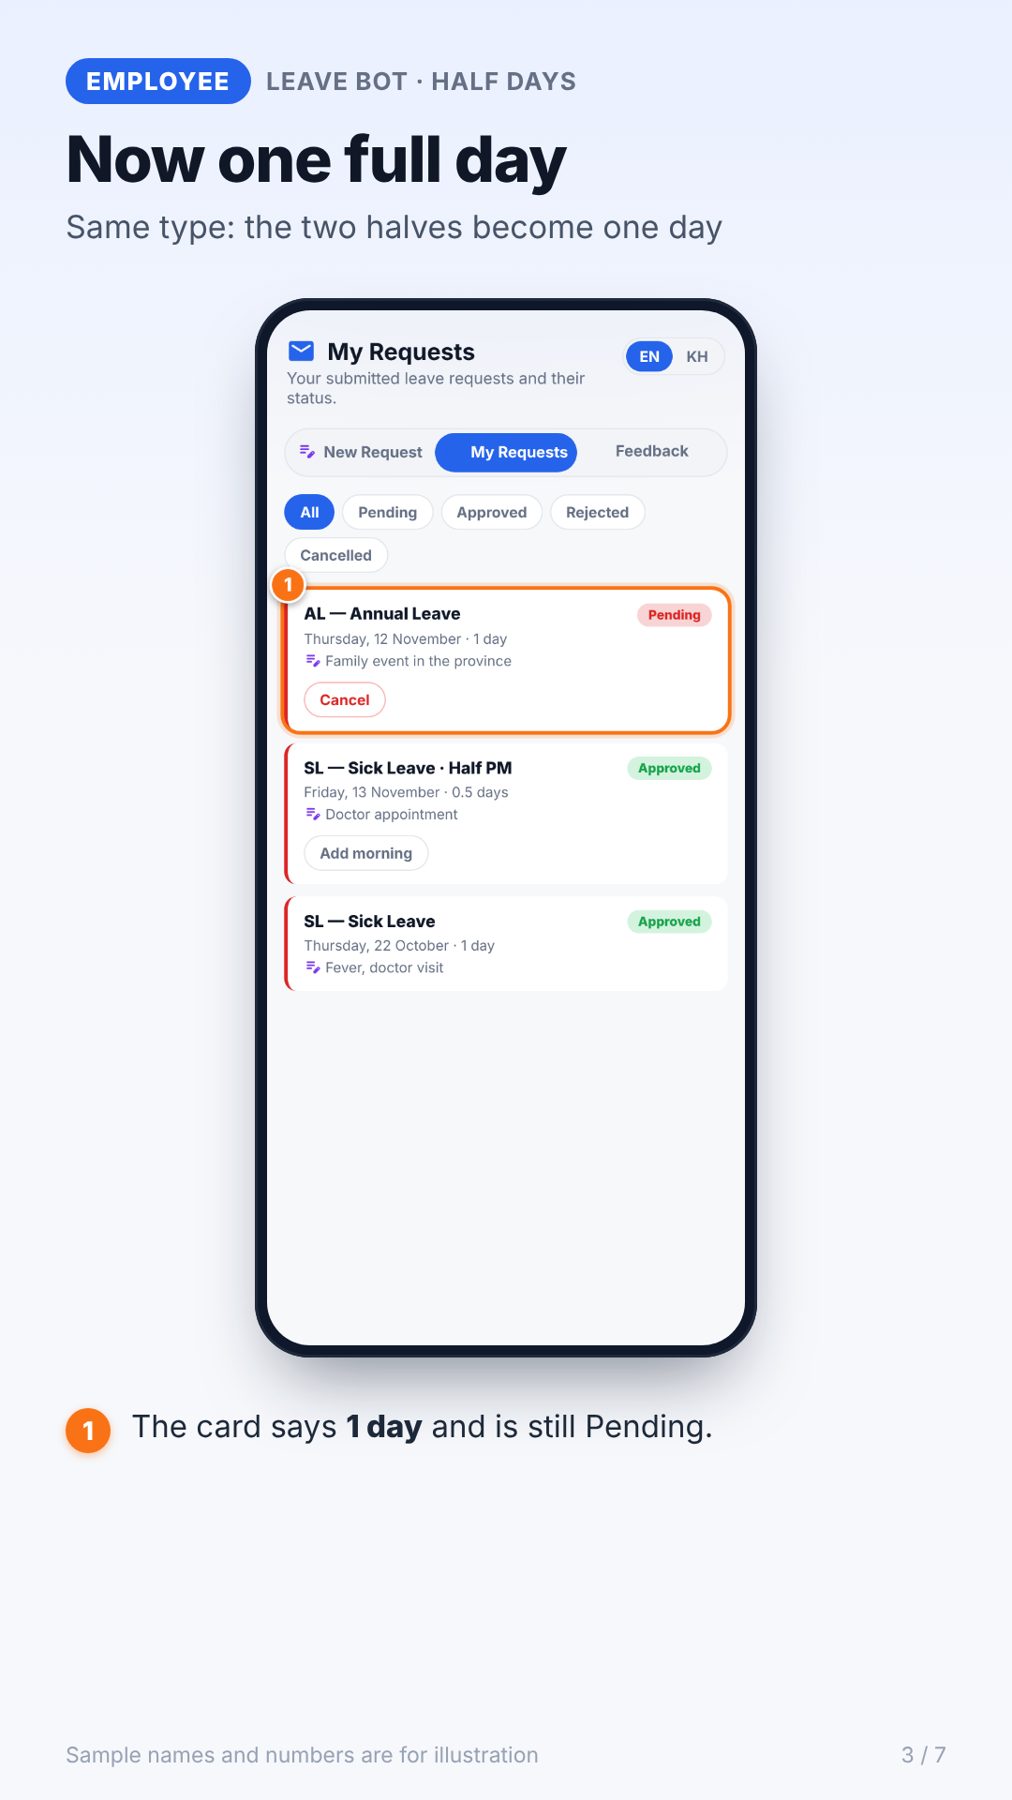 EMPLOYEE LEAVE BOT · HALF DAYS
Now one full day
Same type: the two halves become one day
My Requests
EN KH
Your submitted leave requests and their
status.
New Request My Requests Feedback
All Pending Approved Rejected
Cancelled
1
AL — Annual Leave Pending
Thursday, 12 November · 1 day
Family event in the province
Cancel
SL — Sick Leave · Half PM Approved
Friday, 13 November · 0.5 days
Doctor appointment
Add morning
SL — Sick Leave Approved
Thursday, 22 October · 1 day
Fever, doctor visit
1 The card says 1 day and is still Pending.
Sample names and numbers are for illustration 3 / 7